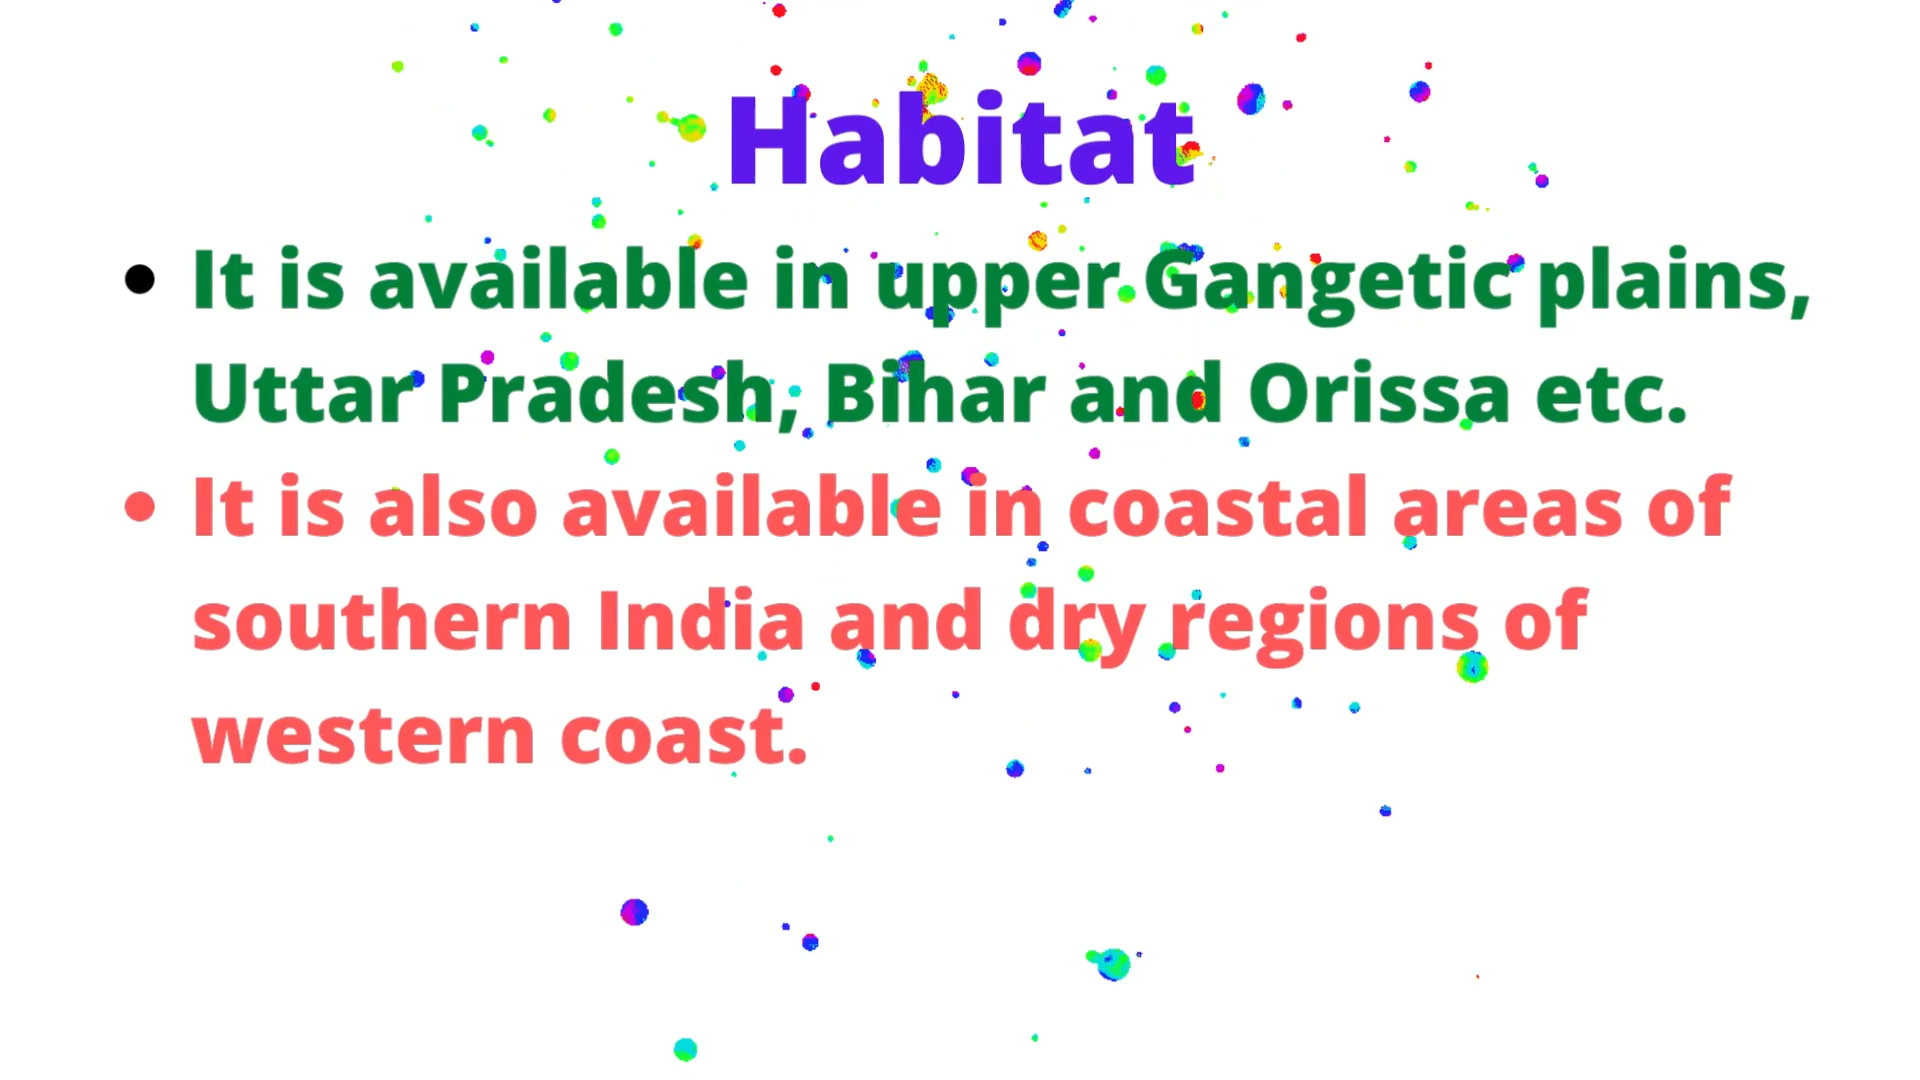 Habitat
• It is available in upper Gangetic plains,
Uttar Pradesh, Bihar and Orissa etc.
• It is also available in coastal areas of
southern India and dry regions of
western coast.